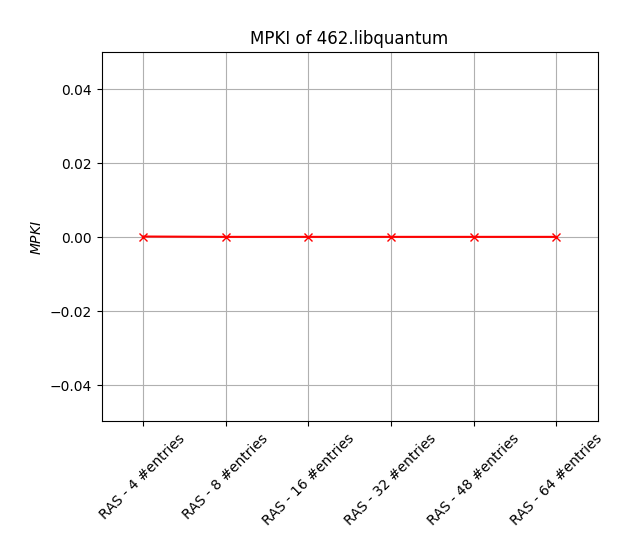 MPKI of 462.libquantum
0.04
0.02
0.00
−0.02
−0.04
MPKI
RAS - 4 #entries
RAS - 8 #entries
RAS - 16 #entries
RAS - 32 #entries
RAS - 48 #entries
RAS - 64 #entries